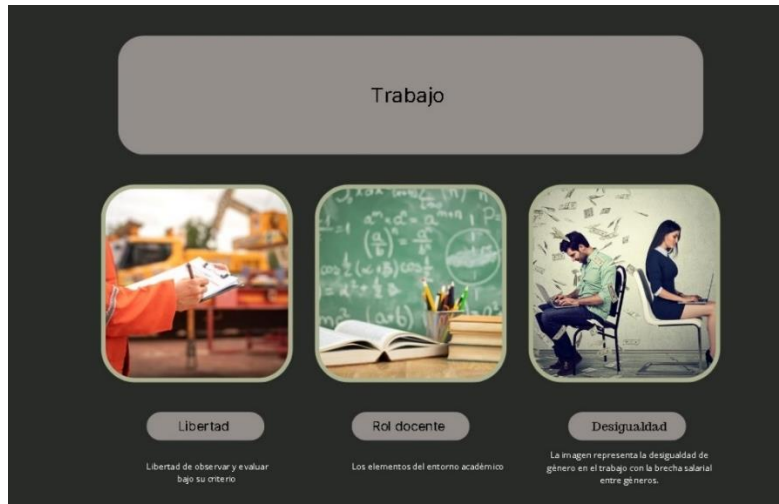 Trabajo
Libertad
Rol docente
Desigualdad
Libertad de observar y evaluar
bajo su criterio
Los elementos del entorno académico
La imagen representa la desigualdad de
género en el trabajo con la brecha salarial
entre géneros.